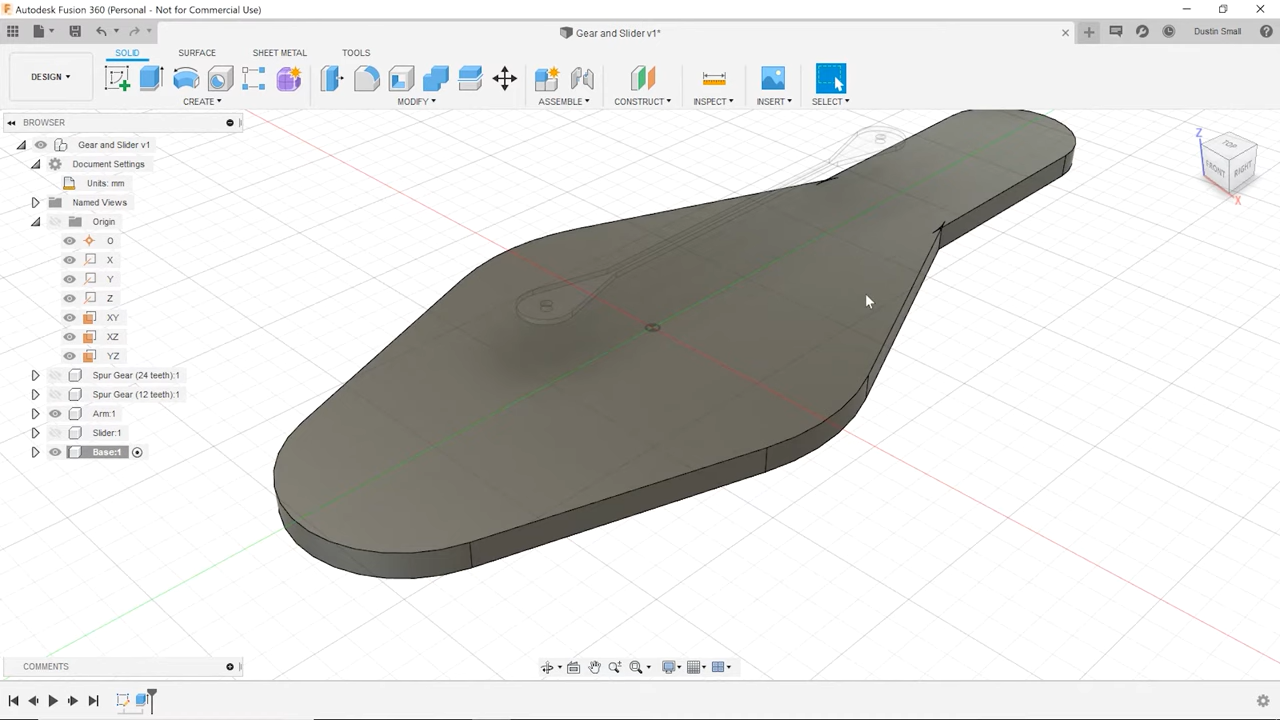 Autodesk Fusion 360 (Personal - Not for Commercial Use)
Gear and Slider v1*
Dustin Small
SOLID SURFACE SHEET METAL TOOLS
DESIGN
CREATE MODIFY ASSEMBLE CONSTRUCT INSPECT INSERT SELECT
BROWSER
Gear and Slider v1
Document Settings
Units: mm
Named Views
Origin
O
X
Y
Z
XY
XZ
YZ
Spur Gear (24 teeth):1
Spur Gear (12 teeth):1
Arm:1
Slider:1
Base:1
Z
TOP
FRONT
RIGHT
X
COMMENTS